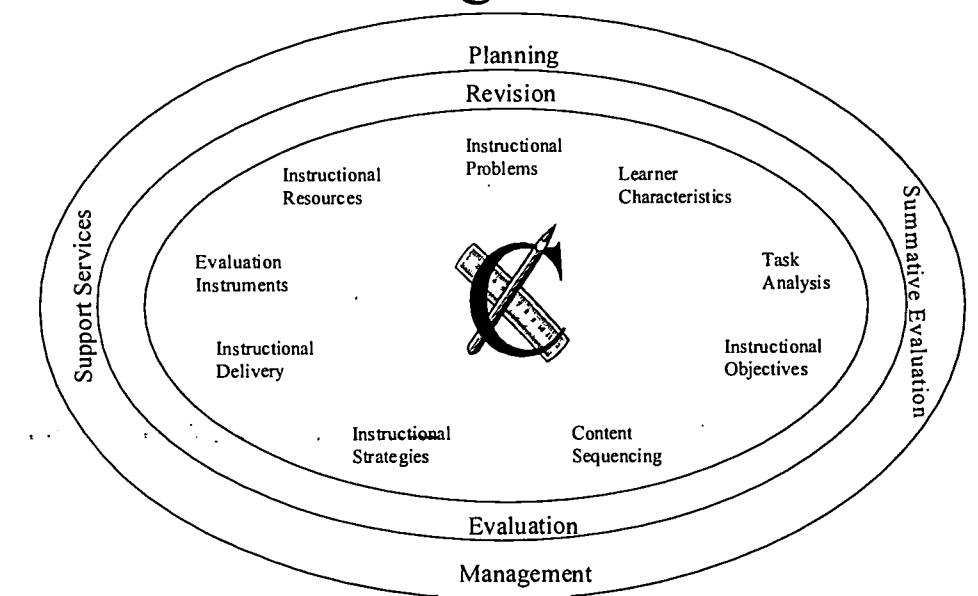 Planning
Revision
Instructional
Problems
Instructional
Resources
Learner
Characteristics
Evaluation
Instruments
Task
Analysis
Support Services
Summative Evaluation
Instructional
Delivery
Instructional
Objectives
Instructional
Strategies
Content
Sequencing
Evaluation
Management